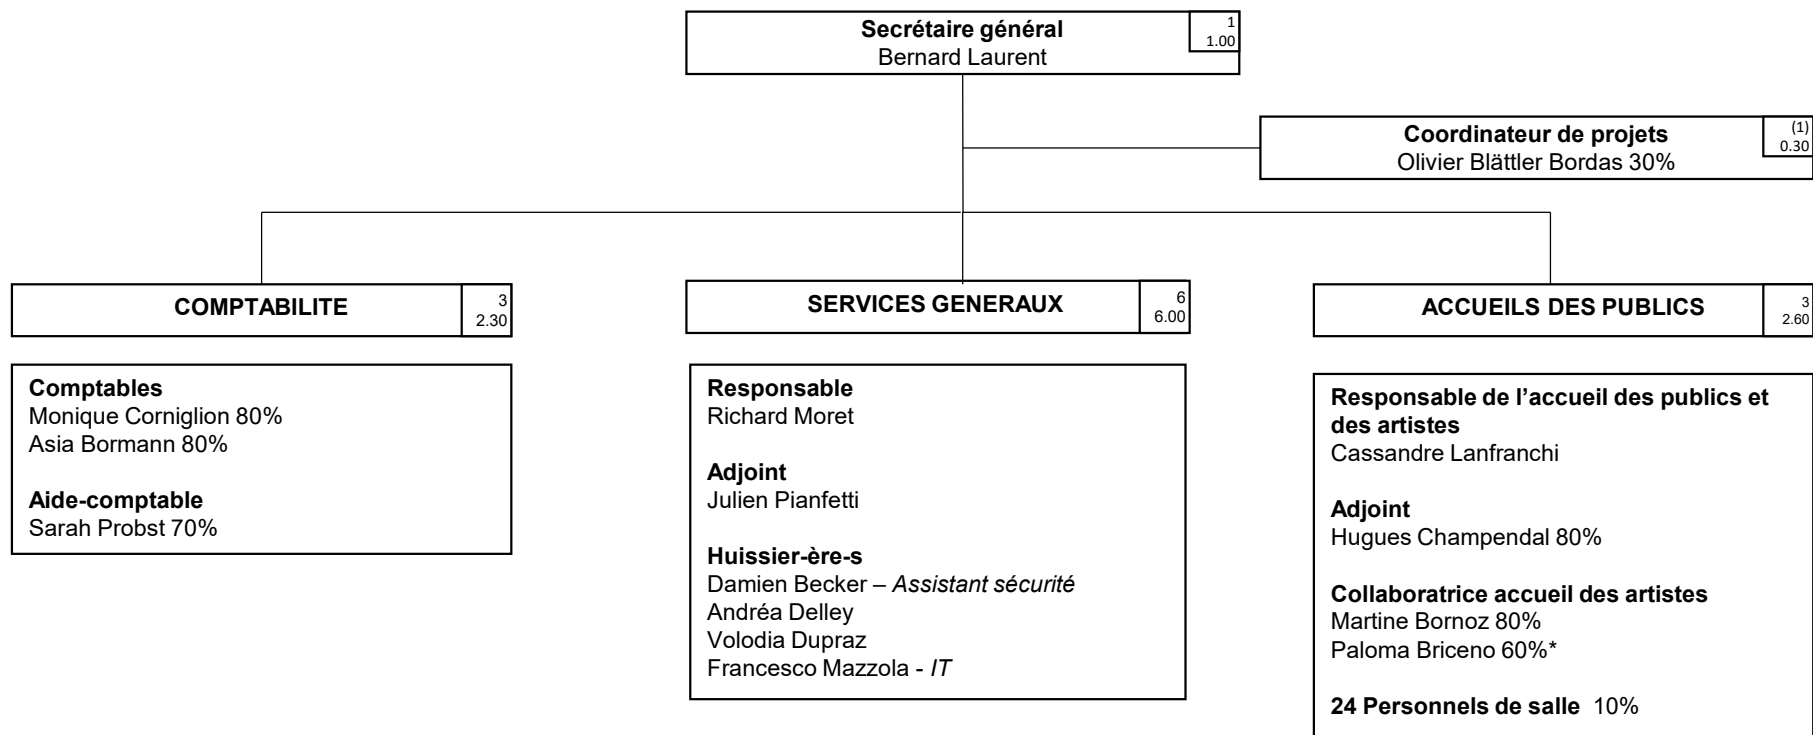 Secrétaire général
Bernard Laurent
1
1.00
Coordinateur de projets
Olivier Blättler Bordas 30%
(1)
0.30
COMPTABILITE
3
2.30
Comptables
Monique Corniglion 80%
Asia Bormann 80%
Aide-comptable
Sarah Probst 70%
SERVICES GENERAUX
6
6.00
Responsable
Richard Moret
Adjoint
Julien Pianfetti
Huissier-ère-s
Damien Becker – Assistant sécurité
Andréa Delley
Volodia Dupraz
Francesco Mazzola - IT
ACCUEILS DES PUBLICS
3
2.60
Responsable de l’accueil des publics et
des artistes
Cassandre Lanfranchi
Adjoint
Hugues Champendal 80%
Collaboratrice accueil des artistes
Martine Bornoz 80%
Paloma Briceno 60%*
24 Personnels de salle 10%